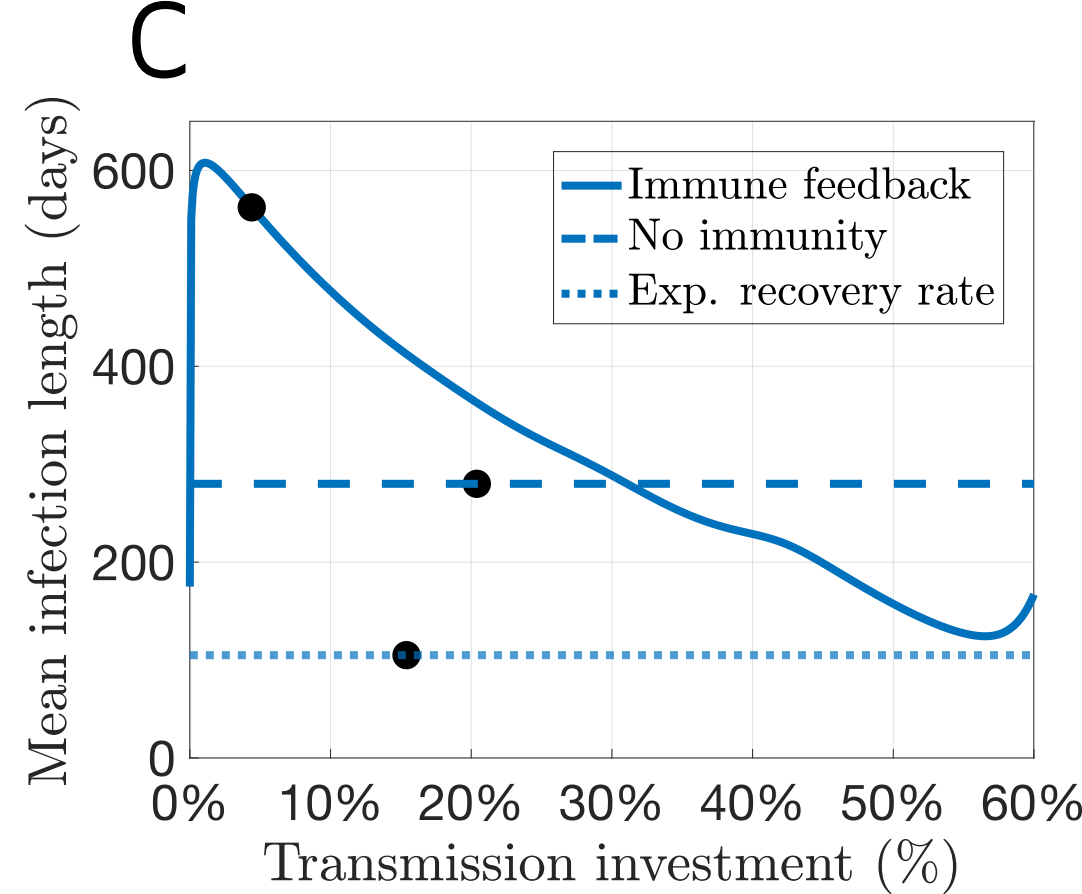 C
Mean infection length (days)
600
400
200
0
Immune feedback
No immunity
Exp. recovery rate
0% 10% 20% 30% 40% 50% 60%
Transmission investment (%)